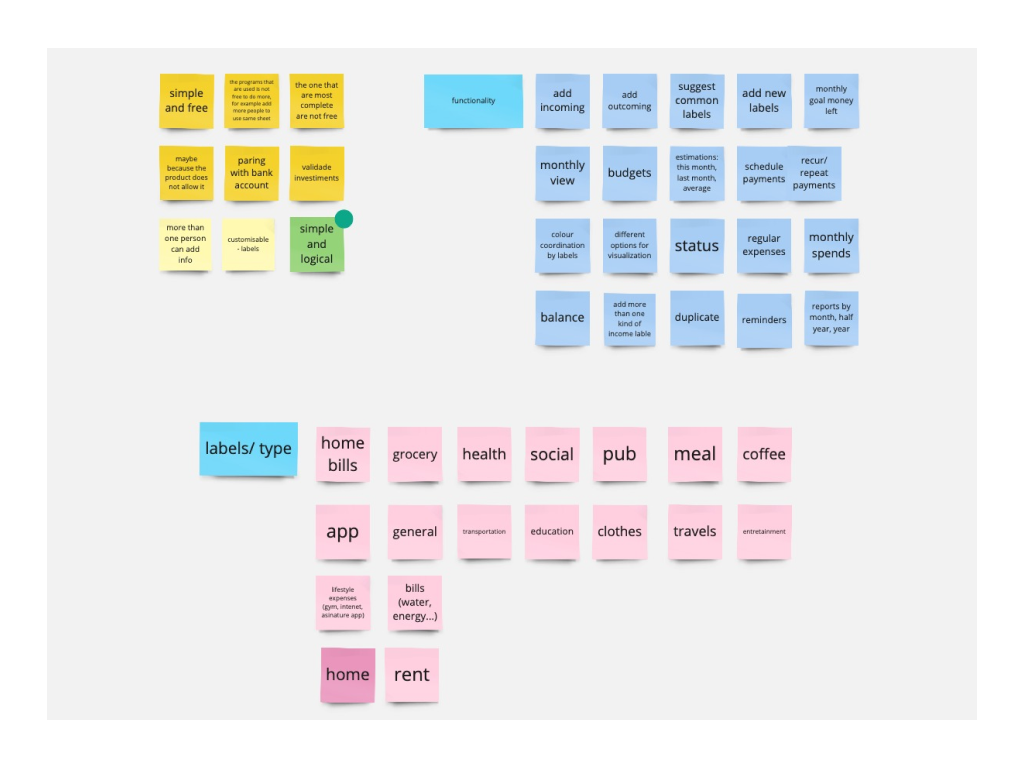 simple
and free
the programs that
are used is not
free to do more,
for example add
more people to
use same sheet
the one that
are most
complete
are not free
maybe
because the
product does
not allow it
paring
with bank
account
validade
investiments
more than
one person
can add
info
customisable
- labels
simple
and
logical
functionality
add
incoming
add
outcoming
suggest
common
labels
add new
labels
monthly
goal money
left
monthly
view
budgets
estimations:
this month,
last month,
average
schedule
payments
recur/
repeat
payments
colour
coordination
by labels
different
options for
visualization
status
regular
expenses
monthly
spends
balance
add more
than one
kind of
income lable
duplicate
reminders
reports by
month, half
year, year
labels/ type
home
bills
grocery
health
social
pub
meal
coffee
app
general
transportation
education
clothes
travels
entretainment
lifestyle
expenses
(gym, intenet,
asinature app)
bills
(water,
energy...)
home
rent